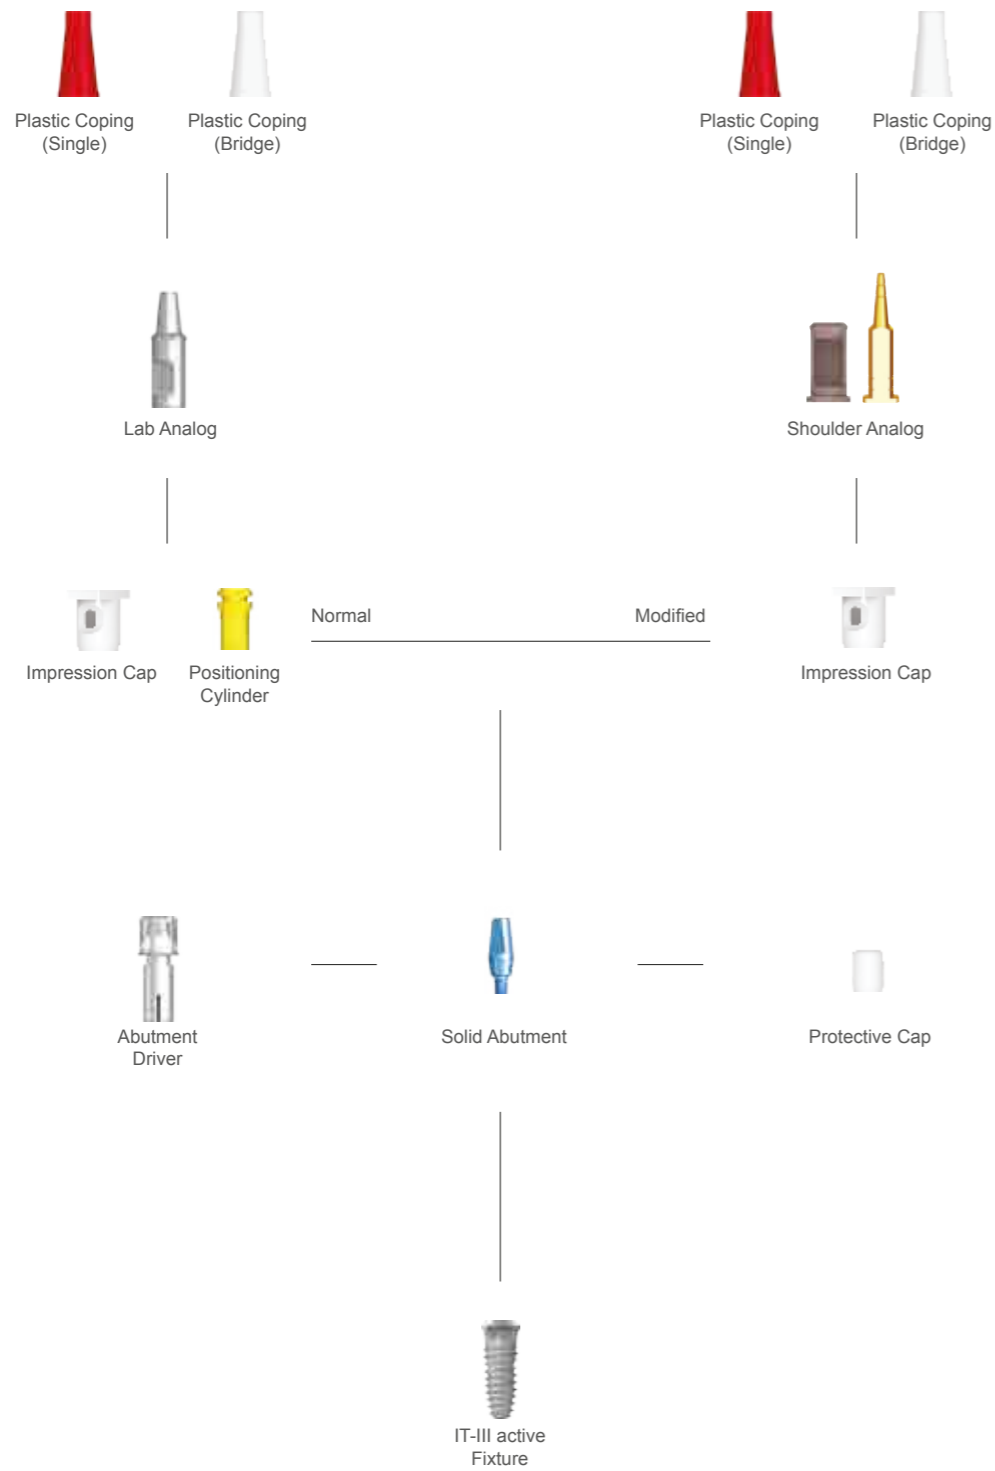 Plastic Coping
(Single)
Plastic Coping
(Bridge)
Plastic Coping
(Single)
Plastic Coping
(Bridge)
Lab Analog
Shoulder Analog
Normal
Modified
Impression Cap
Positioning
Cylinder
Impression Cap
Abutment
Driver
Solid Abutment
Protective Cap
IT-III active
Fixture